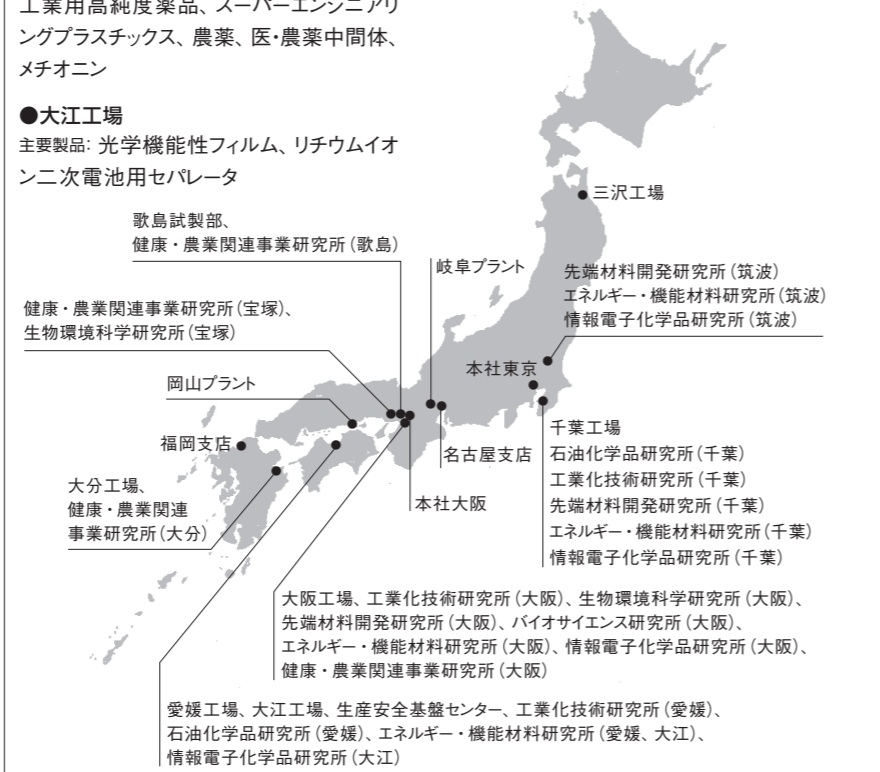 工業用高純度薬品、スーパーエンジニアリ
ングプラスチックス、農薬、医・農薬中間体、
メチオニン
●大江工場
主要製品: 光学機能性フィルム、リチウムイオ
ン二次電池用セパレータ
三沢工場
歌島試製部、
健康・農業関連事業研究所（歌島）
岐阜プラント
先端材料開発研究所（筑波）
エネルギー・機能材料研究所（筑波）
情報電子化学品研究所（筑波）
健康・農業関連事業研究所（宝塚）、
生物環境科学研究所（宝塚）
本社東京
岡山プラント
福岡支店
名古屋支店
千葉工場
石油化学品研究所（千葉）
工業化技術研究所（千葉）
先端材料開発研究所（千葉）
エネルギー・機能材料研究所（千葉）
情報電子化学品研究所（千葉）
大分工場、
健康・農業関連
事業研究所（大分）
本社大阪
大阪工場、工業化技術研究所（大阪）、生物環境科学研究所（大阪）、
先端材料開発研究所（大阪）、バイオサイエンス研究所（大阪）、
エネルギー・機能材料研究所（大阪）、情報電子化学品研究所（大阪）、
健康・農業関連事業研究所（大阪）
愛媛工場、大江工場、生産安全基盤センター、工業化技術研究所（愛媛）、
石油化学品研究所（愛媛）、エネルギー・機能材料研究所（愛媛、大江）、
情報電子化学品研究所（大江）